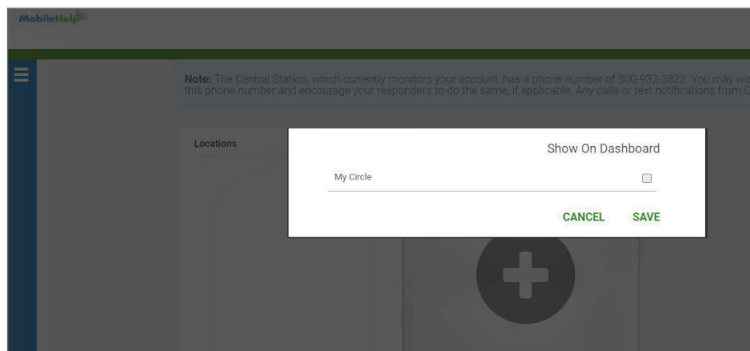 MobileHelp
Note: The Central Station, which currently monitors your account, has a phone number of 800-932-3822. You may wis
this phone number and encourage your responders to do the same, if applicable. Any calls or text notifications from C
Locations
Show On Dashboard
My Circle
CANCEL SAVE